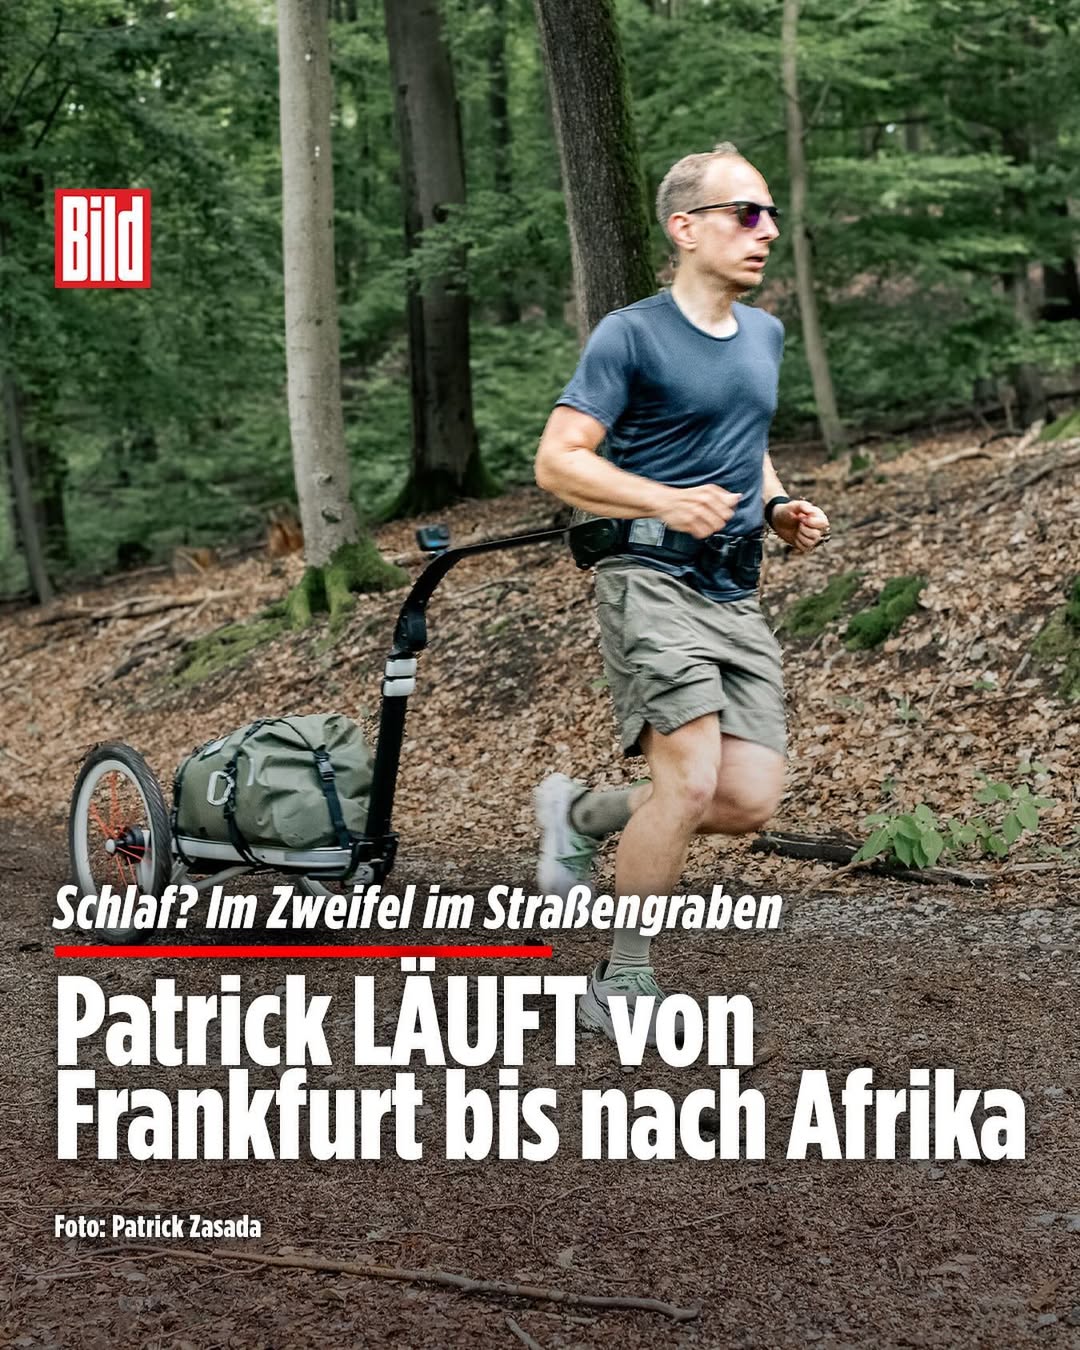 Bild
Schlaf? Im Zweifel im Straßengraben
Patrick LÄUFT von
Frankfurt bis nach Afrika
Foto: Patrick Zasada